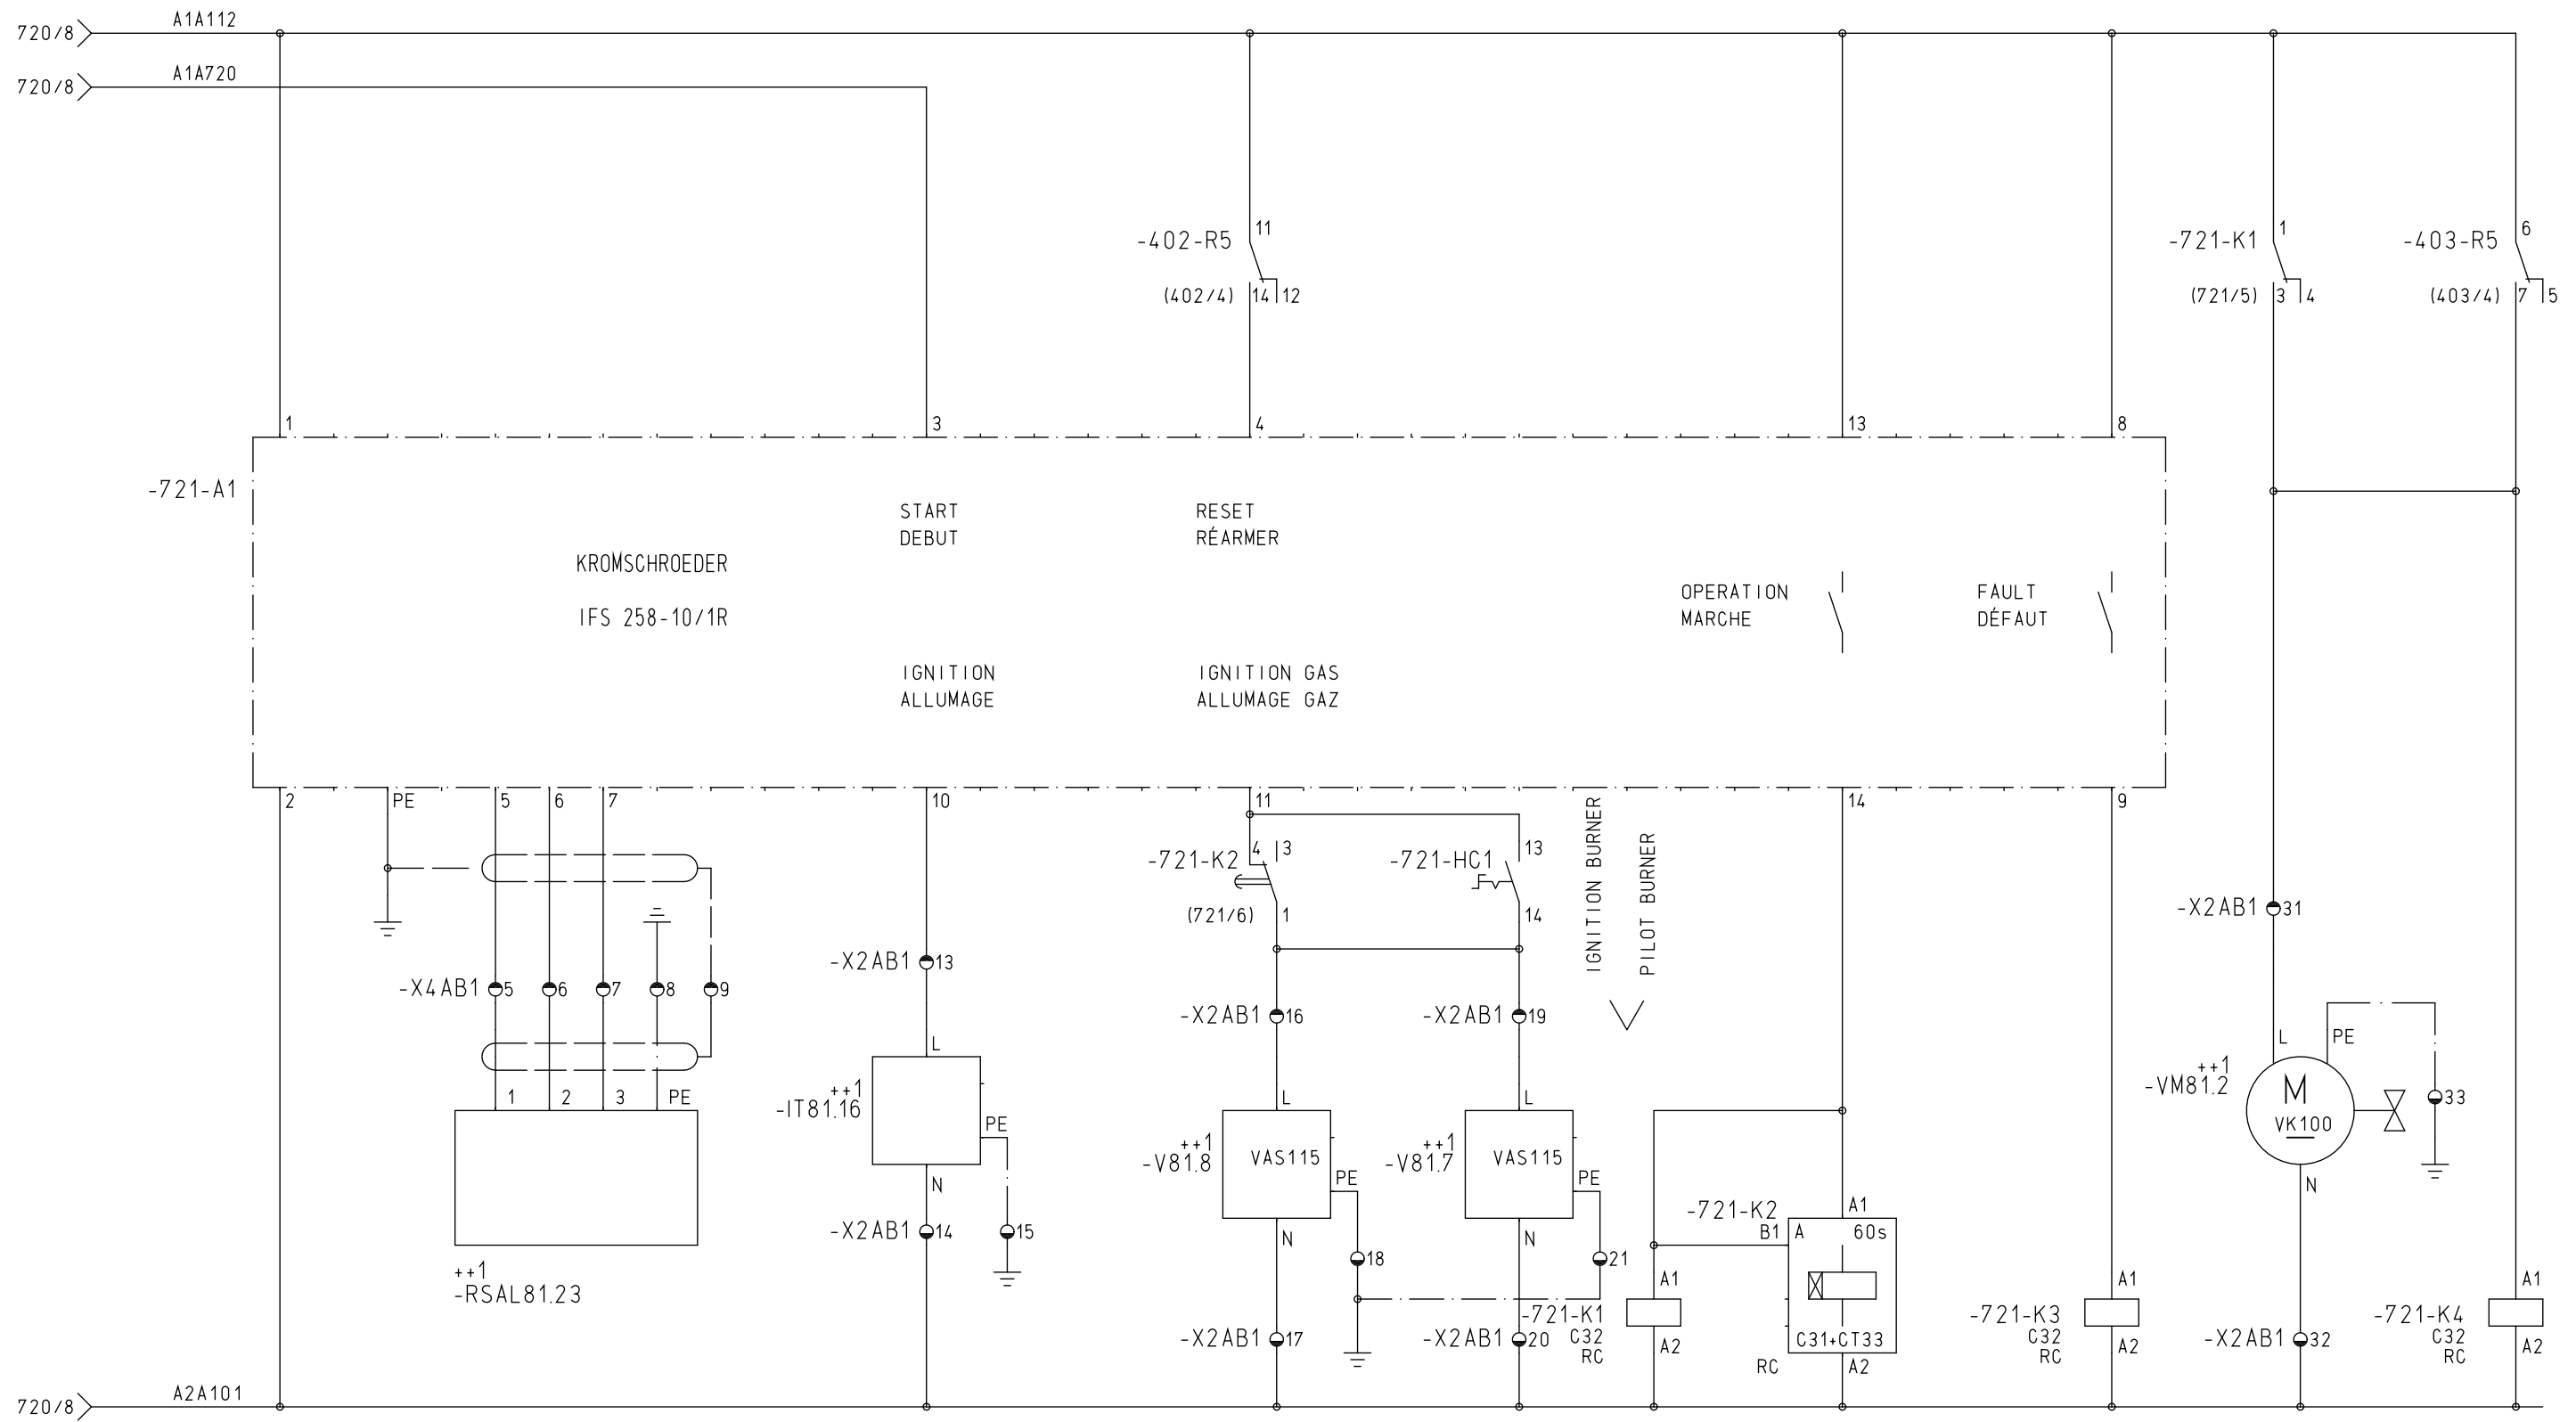 720/8
A1A112
720/8
A1A720
-402-R5
11
(402/4)
14
12
-721-K1
1
(721/5)
3
4
-403-R5
6
(403/4)
7
5
1
3
4
13
8
-721-A1
START
DEBUT
RESET
RÉARMER
KROMSCHROEDER
IFS 258-10/1R
OPERATION
MARCHE
FAULT
DÉFAUT
IGNITION
ALLUMAGE
IGNITION GAS
ALLUMAGE GAZ
2
PE
5
6
7
10
11
14
9
IGNITION BURNER
PILOT BURNER
-721-K2
4
3
(721/6)
1
-721-HC1
13
14
-X2AB1
31
-X2AB1
13
-X4AB1
5
6
7
8
9
-X2AB1
16
-X2AB1
19
L
PE
++1
-VM81.2
M
VK100
33
N
1
2
3
PE
++1
-RSAL81.23
L
++1
-IT81.16
PE
N
-X2AB1
14
15
L
++1
-V81.8
VAS115
PE
N
18
-X2AB1
17
L
++1
-V81.7
VAS115
PE
N
21
-X2AB1
20
-721-K1
C32
RC
A1
A2
-721-K2
B1
A
60s
A1
C31+CT33
RC
A2
-721-K3
C32
RC
A1
A2
-X2AB1
32
-721-K4
C32
RC
A1
A2
720/8
A2A101